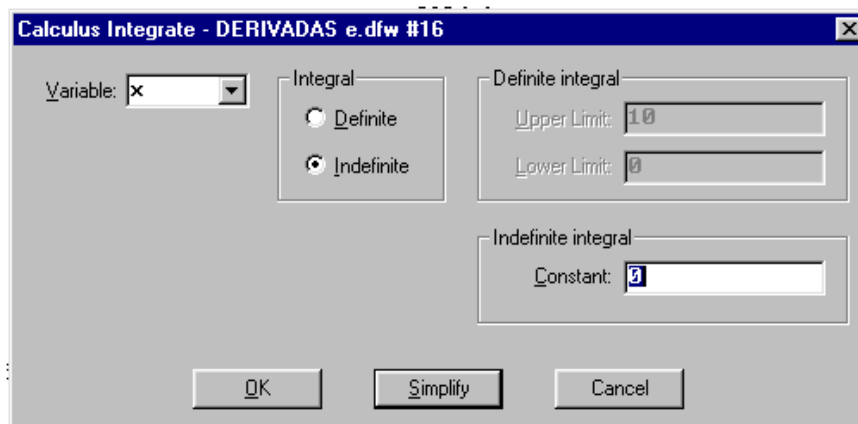 Calculus Integrate - DERIVADAS e.dfw #16
Variable: x
Integral
Definite
Indefinite
Definite integral
Upper Limit: 10
Lower Limit: 0
Indefinite integral
Constant: 0
OK Simplify Cancel